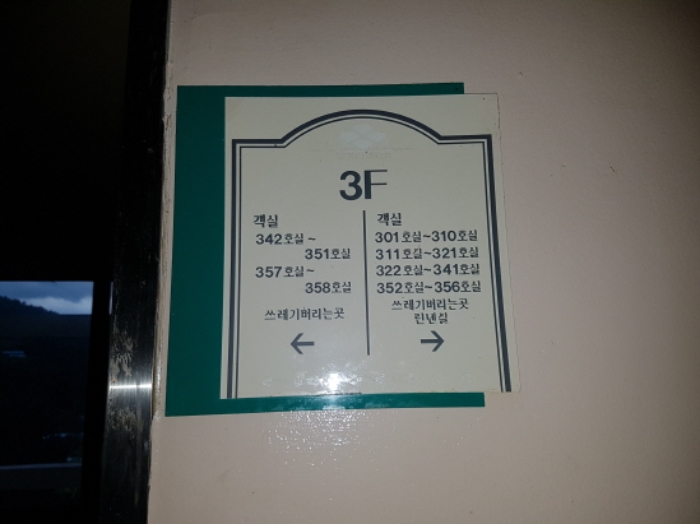 3F
객실
342호실~
351호실
357호실~
358호실
쓰레기버리는곳
←
객실
301호실~310호실
311호실~321호실
322호실~341호실
352호실~356호실
쓰레기버리는곳
린넨실
→